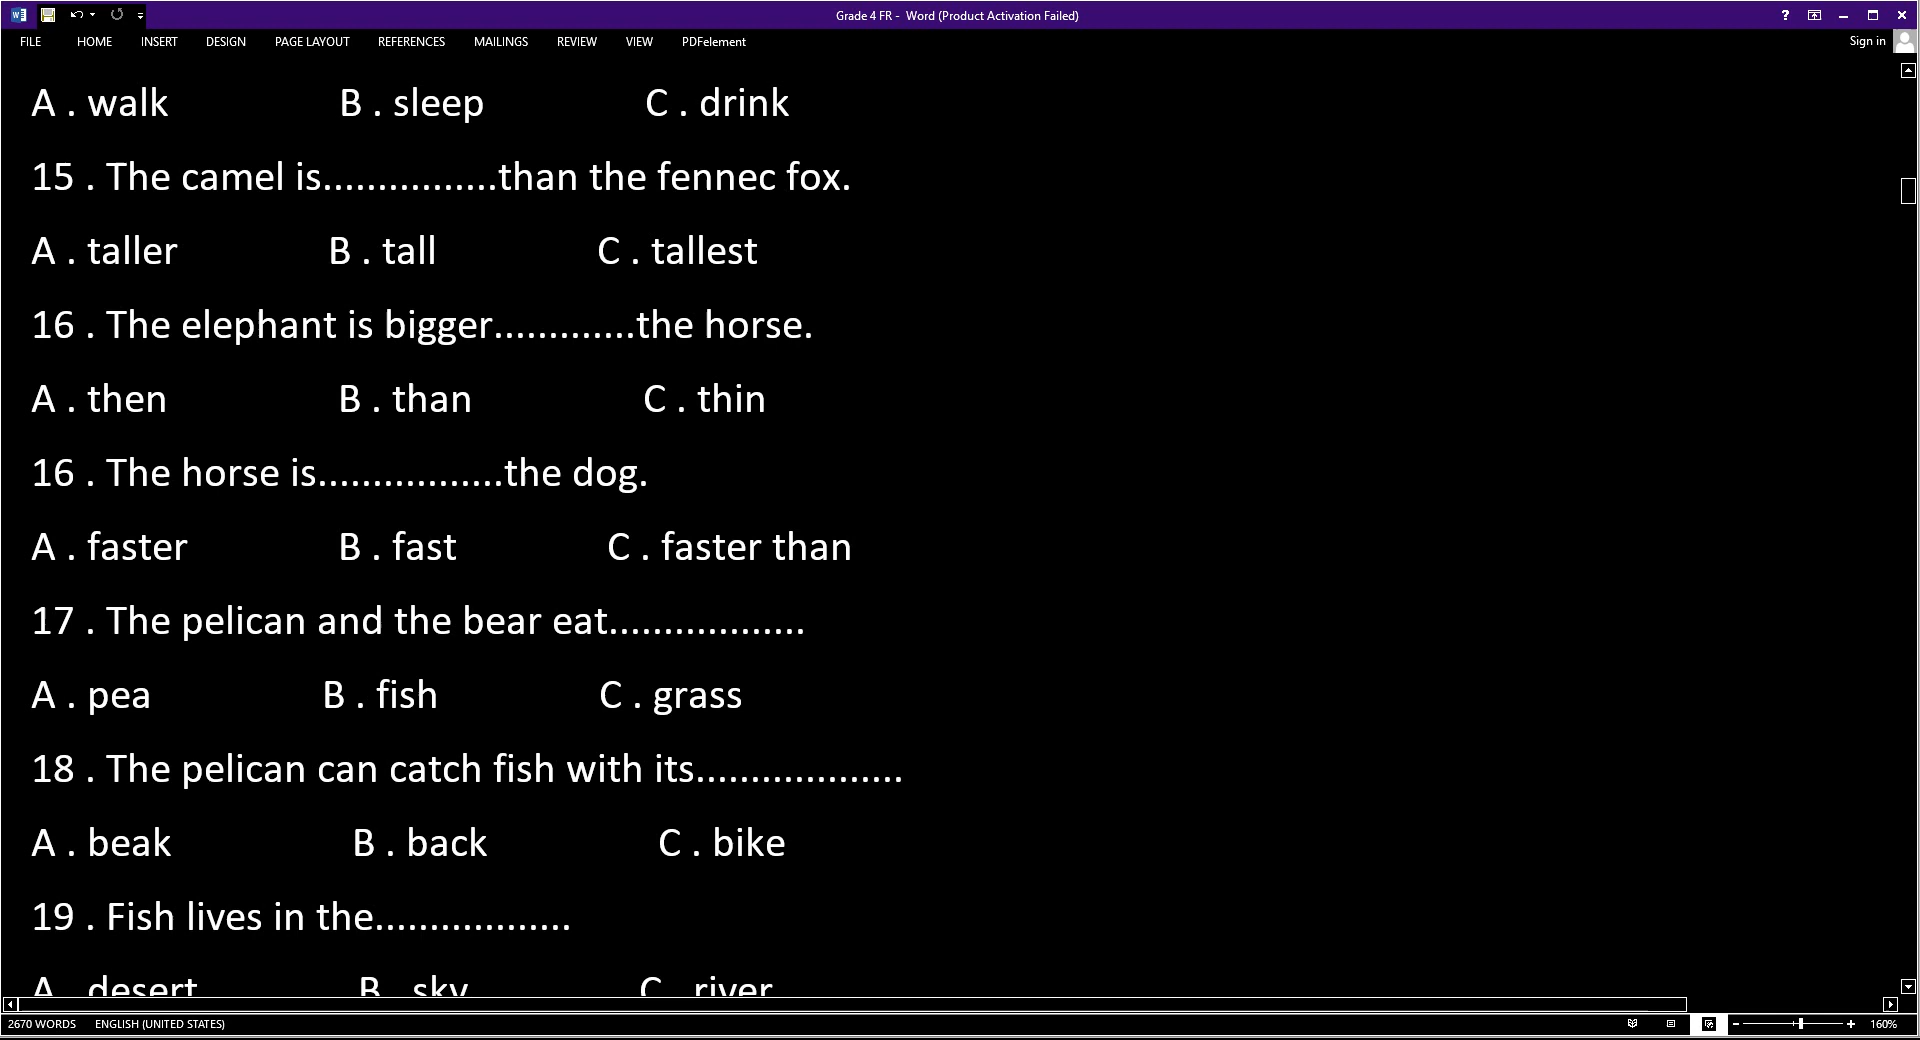 Grade 4 FR - Word (Product Activation Failed)
FILE HOME INSERT DESIGN PAGE LAYOUT REFERENCES MAILINGS REVIEW VIEW PDFelement Sign in
A . walk B . sleep C . drink
15 . The camel is................than the fennec fox.
A . taller B . tall C . tallest
16 . The elephant is bigger.............the horse.
A . then B . than C . thin
16 . The horse is.................the dog.
A . faster B . fast C . faster than
17 . The pelican and the bear eat..................
A . pea B . fish C . grass
18 . The pelican can catch fish with its...................
A . beak B . back C . bike
19 . Fish lives in the..................
A . desert B . sky C . river
2670 WORDS ENGLISH (UNITED STATES) 160%